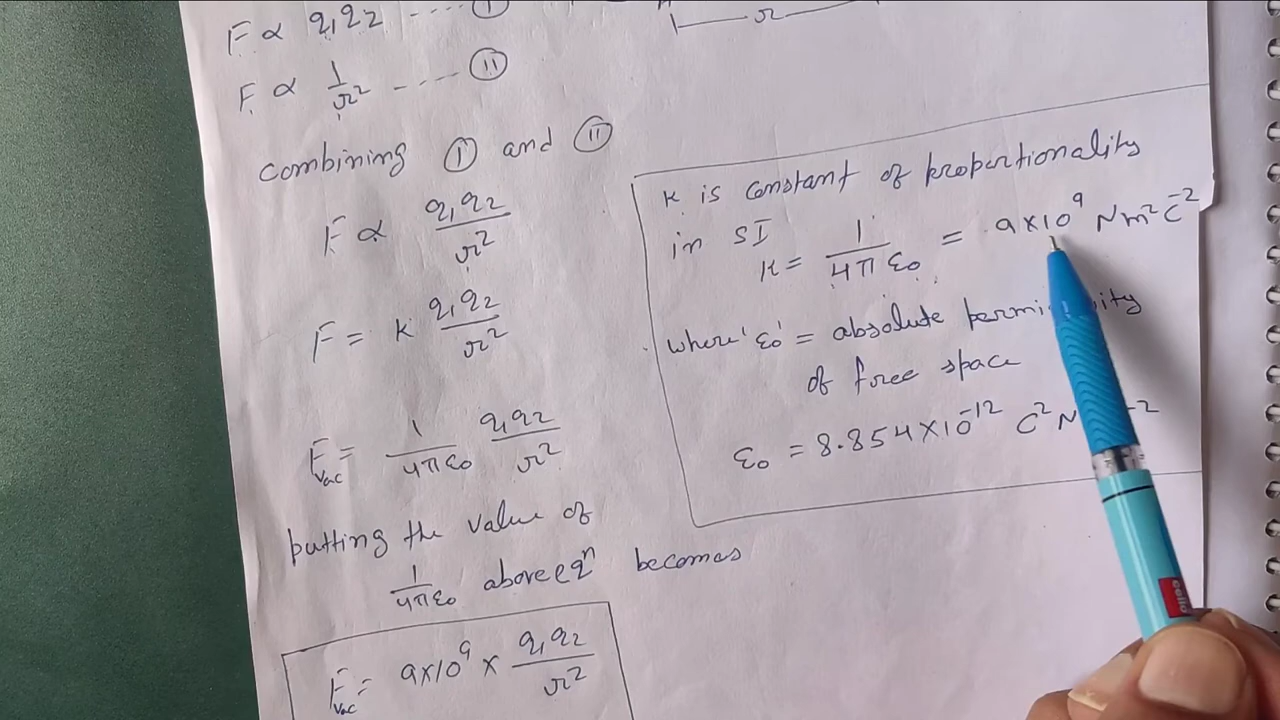 F ∝ q₁q₂ ----- Ⓘ
r
F ∝ 1/r² ---- Ⅱ
combining Ⓘ and Ⅱ
F ∝ q₁q₂/r²
F = K q₁q₂/r²
Fvac = 1/4πε₀ q₁q₂/r²
putting the value of
1/4πε₀ above eqⁿ becomes
Fvac = 9×10⁹ × q₁q₂/r²
K is constant of proportionality
in SI
K = 1/4πε₀ = 9×10⁹ Nm²C⁻²
where 'ε₀' = absolute
of free space
ε₀ = 8.854×10⁻¹² C² N
cello